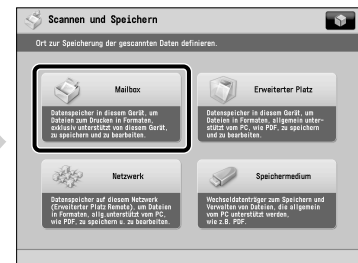 Scannen und Speichern
Ort zur Speicherung der gescannten Daten definieren.
Mailbox
Datenspeicher in diesem Gerät, um
Dateien zum Drucken in Formaten,
exklusiv unterstützt von diesem Gerät,
zu speichern und zu bearbeiten.
Erweiterter Platz
Datenspeicher in diesem Gerät, um
Dateien in Formaten, allgemein unter-
stützt vom PC, wie PDF, zu speichern
und zu bearbeiten.
Netzwerk
Datenspeicher auf diesem Netzwerk
(Erweiterter Platz Remote), um Dateien
in Formaten, allg.unterstützt vom PC,
wie PDF, zu speichern u. zu bearbeiten.
Speichermedium
Wechseldatenträger zum Speichern und
Verwalten von Dateien, die allgemein
vom PC unterstützt werden,
wie z.B. PDF.